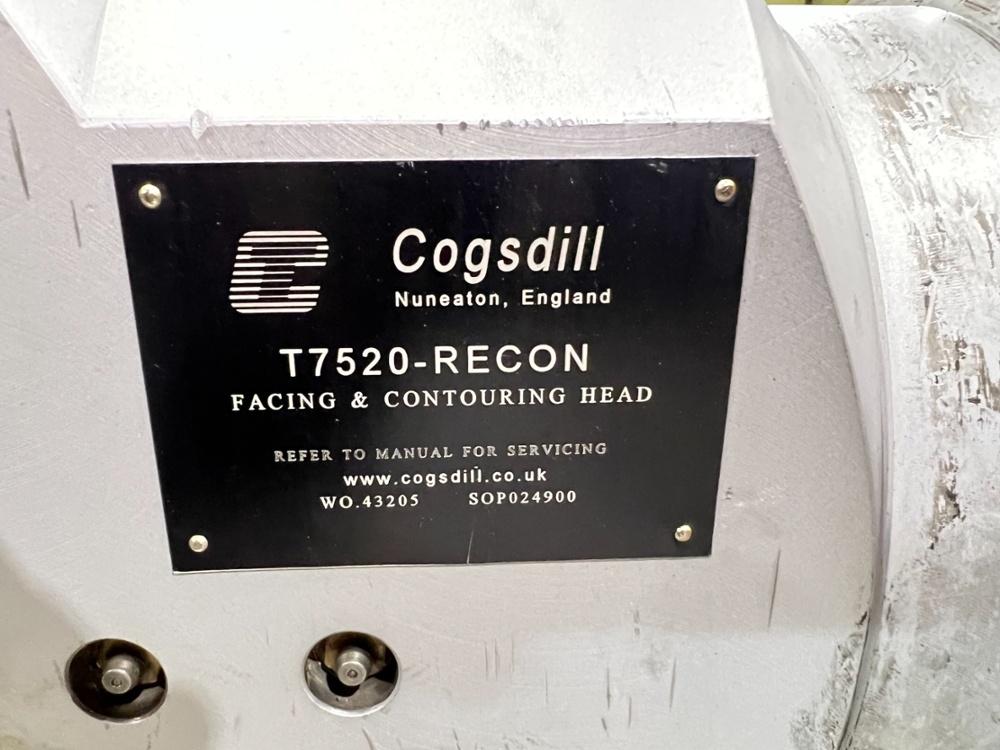 Cogsdill
Nuneaton, England
T7520-RECON
FACING & CONTOURING HEAD
REFER TO MANUAL FOR SERVICING
www.cogsdill.co.uk
WO.43205 SOP024900